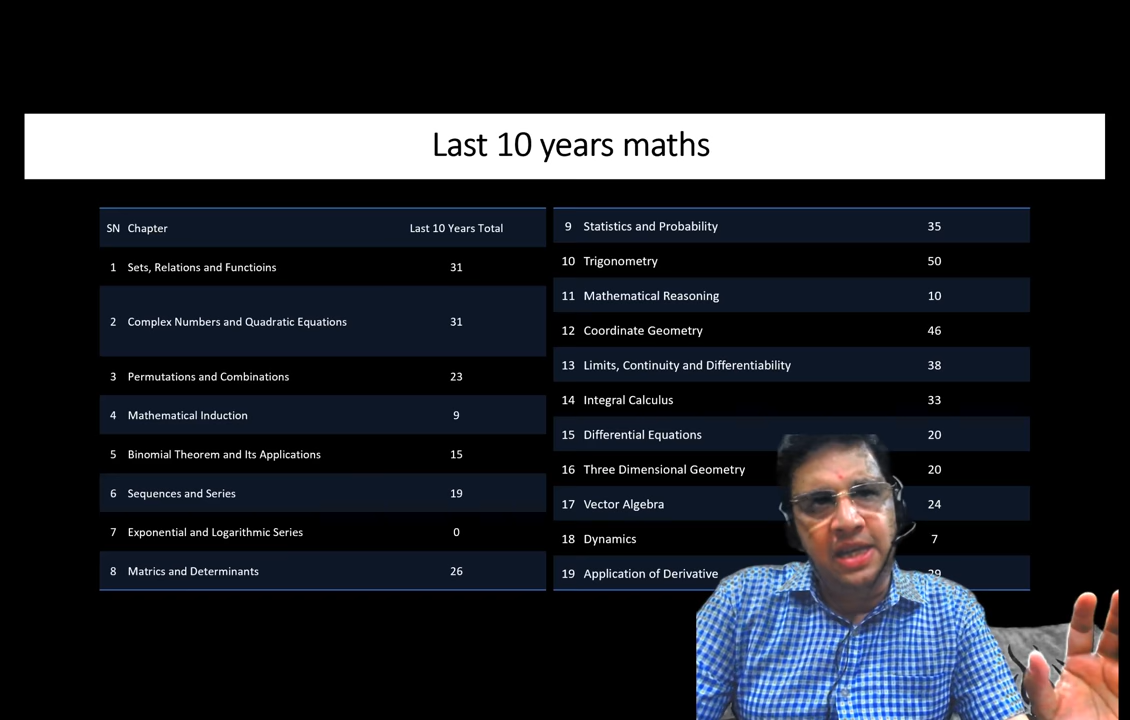 Last 10 years maths
SN Chapter Last 10 Years Total
1 Sets, Relations and Functioins 31
2 Complex Numbers and Quadratic Equations 31
3 Permutations and Combinations 23
4 Mathematical Induction 9
5 Binomial Theorem and Its Applications 15
6 Sequences and Series 19
7 Exponential and Logarithmic Series 0
8 Matrics and Determinants 26
9 Statistics and Probability 35
10 Trigonometry 50
11 Mathematical Reasoning 10
12 Coordinate Geometry 46
13 Limits, Continuity and Differentiability 38
14 Integral Calculus 33
15 Differential Equations 20
16 Three Dimensional Geometry 20
17 Vector Algebra 24
18 Dynamics 7
19 Application of Derivative